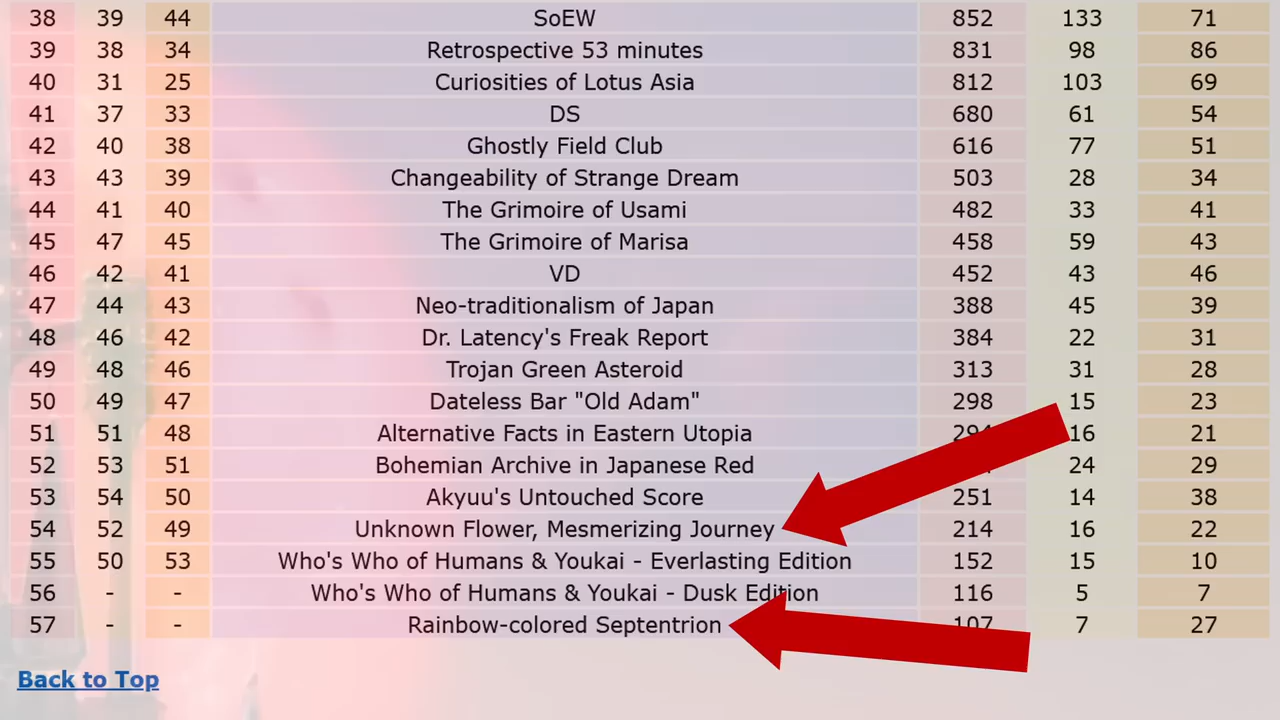 38 39 44 SoEW 852 133 71
39 38 34 Retrospective 53 minutes 831 98 86
40 31 25 Curiosities of Lotus Asia 812 103 69
41 37 33 DS 680 61 54
42 40 38 Ghostly Field Club 616 77 51
43 43 39 Changeability of Strange Dream 503 28 34
44 41 40 The Grimoire of Usami 482 33 41
45 47 45 The Grimoire of Marisa 458 59 43
46 42 41 VD 452 43 46
47 44 43 Neo-traditionalism of Japan 388 45 39
48 46 42 Dr. Latency's Freak Report 384 22 31
49 48 46 Trojan Green Asteroid 313 31 28
50 49 47 Dateless Bar "Old Adam" 298 15 23
51 51 48 Alternative Facts in Eastern Utopia 294 16 21
52 53 51 Bohemian Archive in Japanese Red 24 29
53 54 50 Akyuu's Untouched Score 251 14 38
54 52 49 Unknown Flower, Mesmerizing Journey 214 16 22
55 50 53 Who's Who of Humans & Youkai - Everlasting Edition 152 15 10
56 - - Who's Who of Humans & Youkai - Dusk Edition 116 5 7
57 - - Rainbow-colored Septentrion 107 7 27
Back to Top